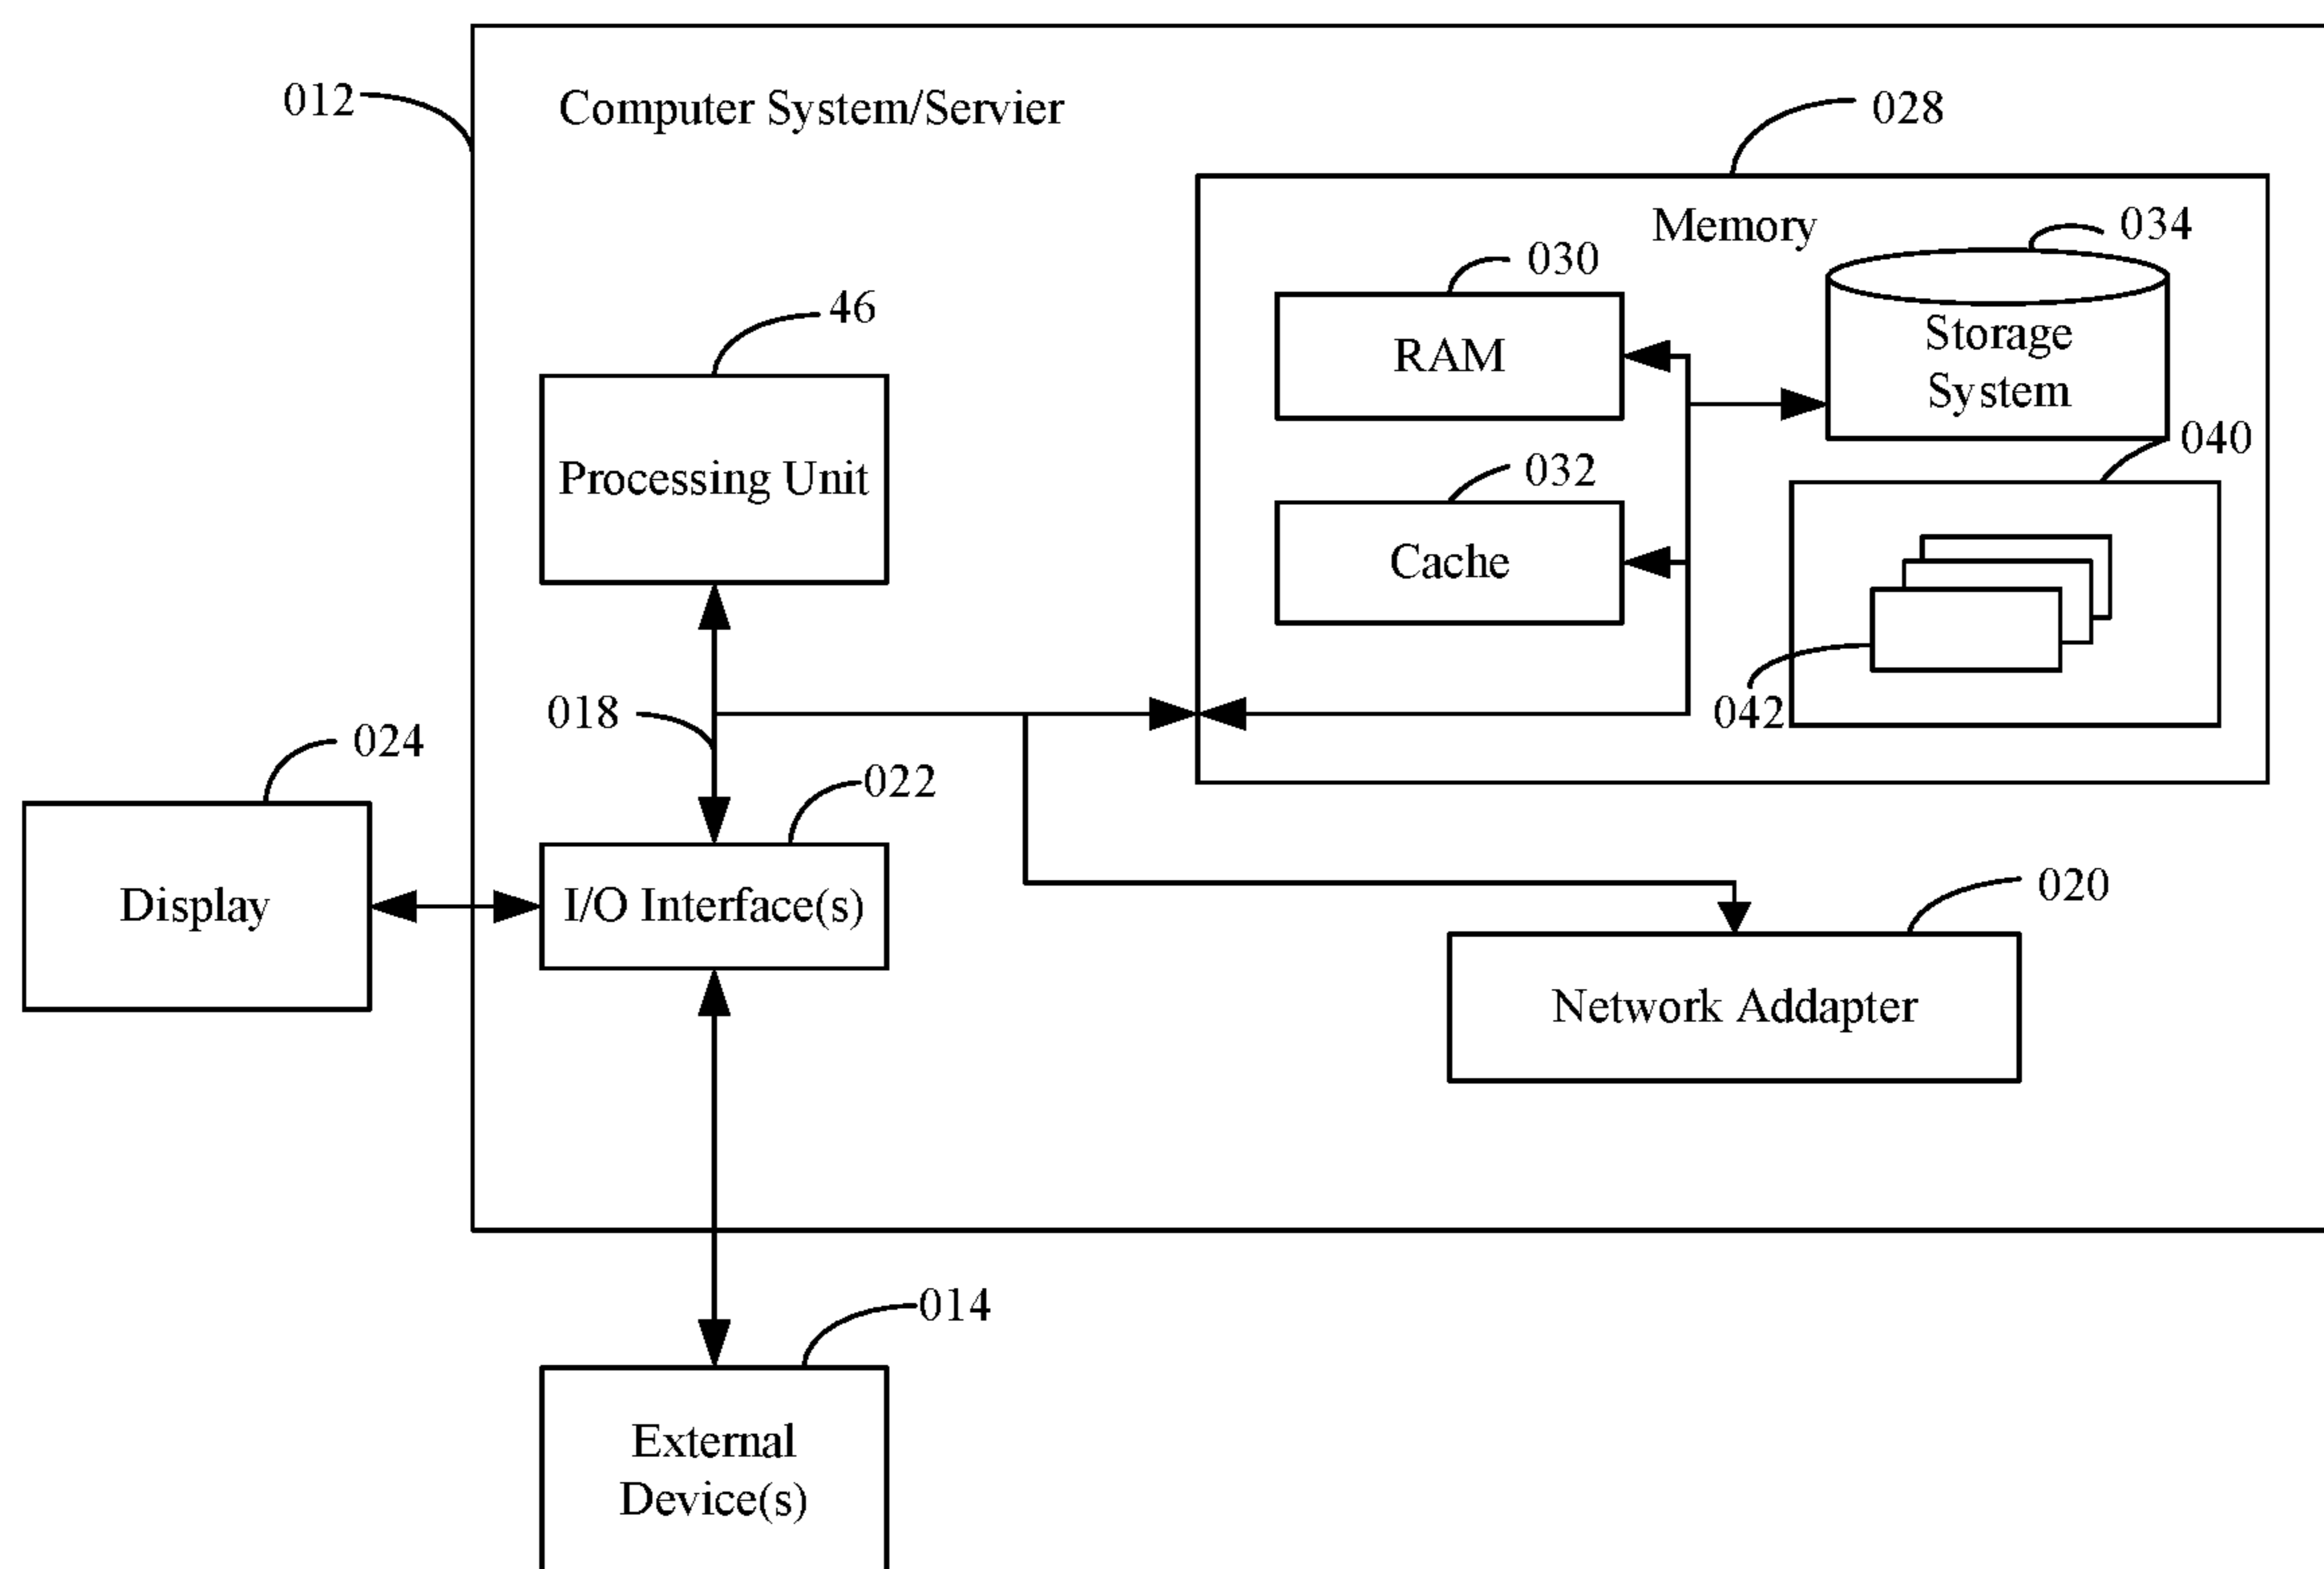 012
Computer System/Servier
028
Memory
034
030
46
RAM
Storage
System
040
032
Processing Unit
Cache
018
042
024
022
Display
I/O Interface(s)
020
Network Addapter
014
External
Device(s)